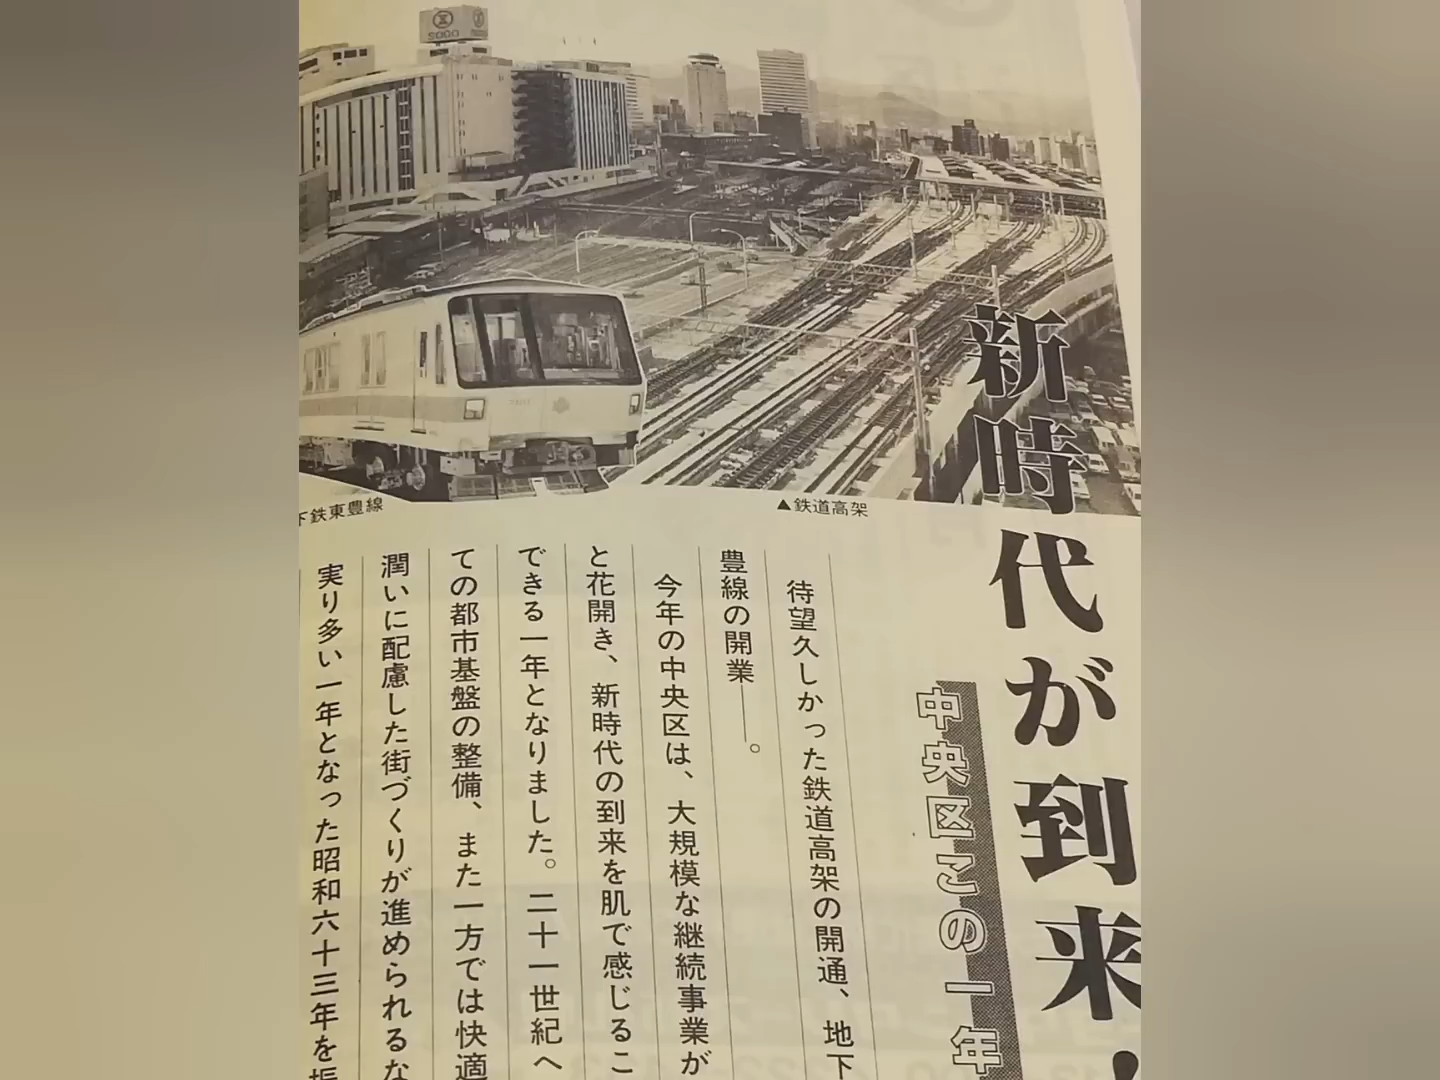 SOGO
新時代が到来！
中央区この一年
▲鉄道高架
下鉄東豊線
待望久しかった鉄道高架の開通、地下
豊線の開業――。
今年の中央区は、大規模な継続事業が
と花開き、新時代の到来を肌で感じるこ
できる一年となりました。二十一世紀へ
ての都市基盤の整備、また一方では快適
潤いに配慮した街づくりが進められるな
実り多い一年となった昭和六十三年を振